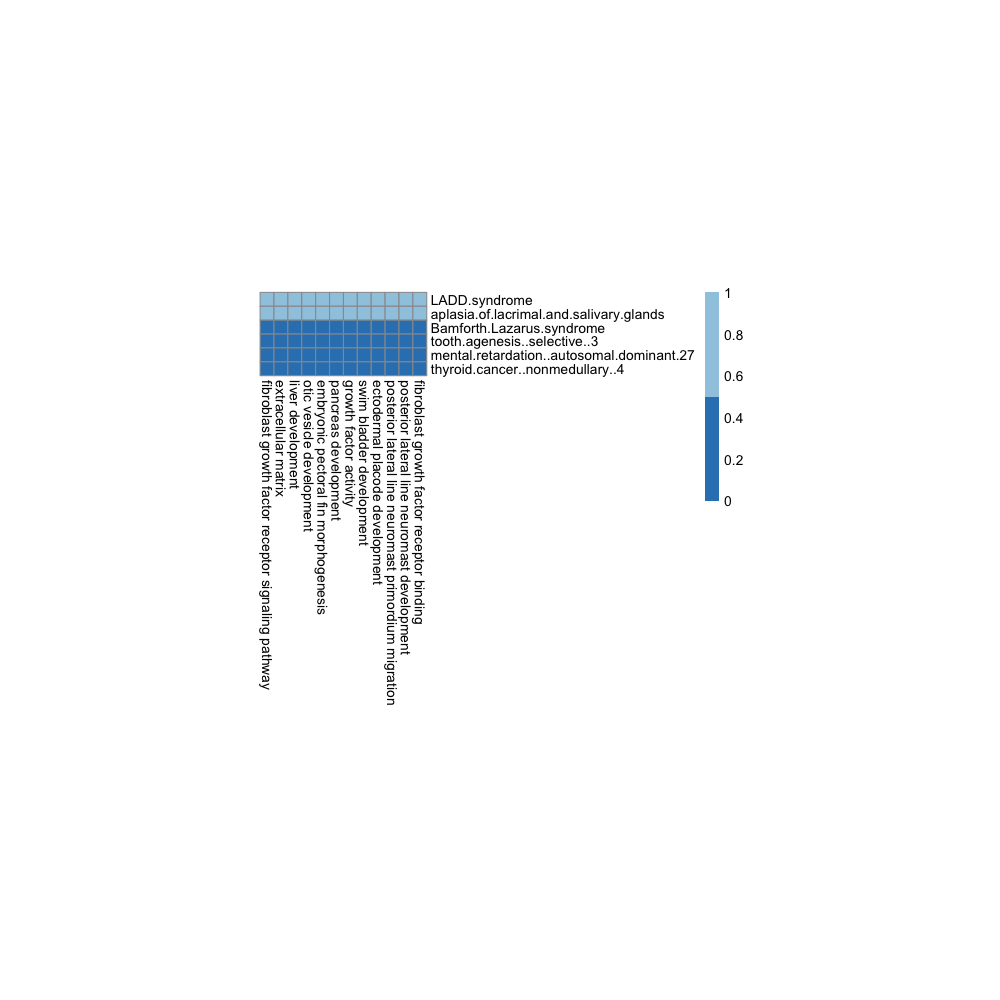 LADD.syndrome
aplasia.of.lacrimal.and.salivary.glands
Bamforth.Lazarus.syndrome
tooth.agenesis..selective..3
mental.retardation..autosomal.dominant.27
thyroid.cancer..nonmedullary..4
1
0.8
0.6
0.4
0.2
0
fibroblast growth factor receptor signaling pathway
extracellular matrix
liver development
otic vesicle development
embryonic pectoral fin morphogenesis
pancreas development
growth factor activity
swim bladder development
ectodermal placode development
posterior lateral line neuromast primordium migration
posterior lateral line neuromast development
fibroblast growth factor receptor binding